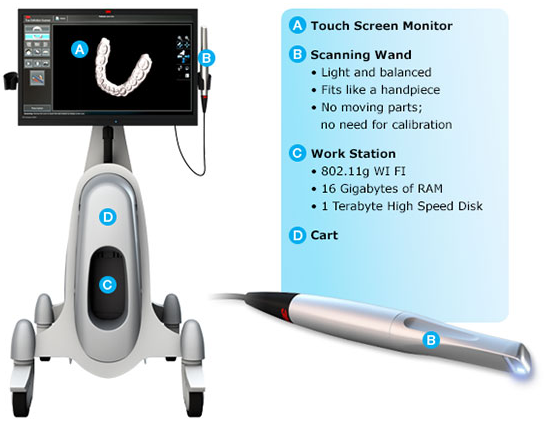 A Touch Screen Monitor
B Scanning Wand
• Light and balanced
• Fits like a handpiece
• No moving parts;
no need for calibration
C Work Station
• 802.11g WI FI
• 16 Gigabytes of RAM
• 1 Terabyte High Speed Disk
D Cart
A
B
D
C
B